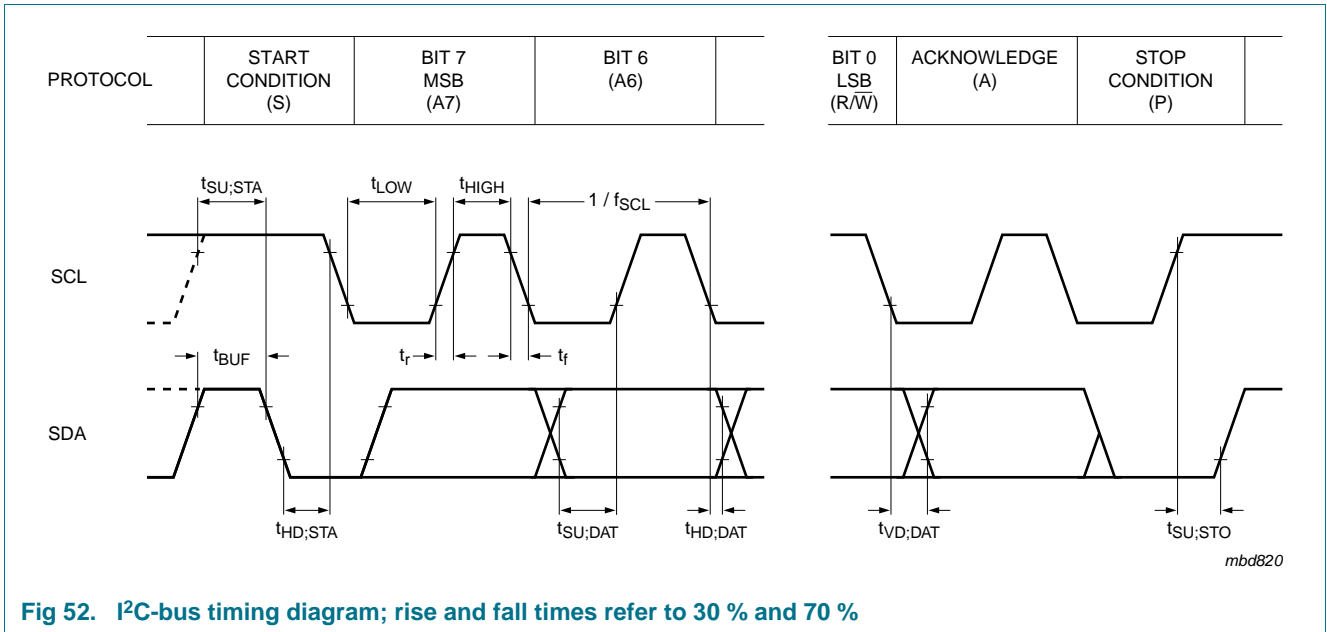 PROTOCOL
START
CONDITION
(S)
BIT 7
MSB
(A7)
BIT 6
(A6)
BIT 0
LSB
(R/W̅)
ACKNOWLEDGE
(A)
STOP
CONDITION
(P)
tSU;STA
tLOW
tHIGH
1 / fSCL
SCL
tBUF
tr
tf
SDA
tHD;STA
tSU;DAT
tHD;DAT
tVD;DAT
tSU;STO
mbd820
Fig 52. I²C-bus timing diagram; rise and fall times refer to 30 % and 70 %